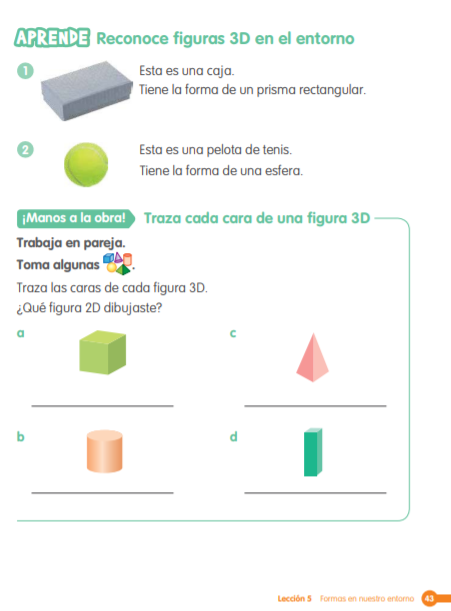 APRENDE Reconoce figuras 3D en el entorno
1 Esta es una caja.
Tiene la forma de un prisma rectangular.
2 Esta es una pelota de tenis.
Tiene la forma de una esfera.
¡Manos a la obra! Traza cada cara de una figura 3D
Trabaja en pareja.
Toma algunas .
Traza las caras de cada figura 3D.
¿Qué figura 2D dibujaste?
a
c
b
d
Lección 5 Formas en nuestro entorno 43